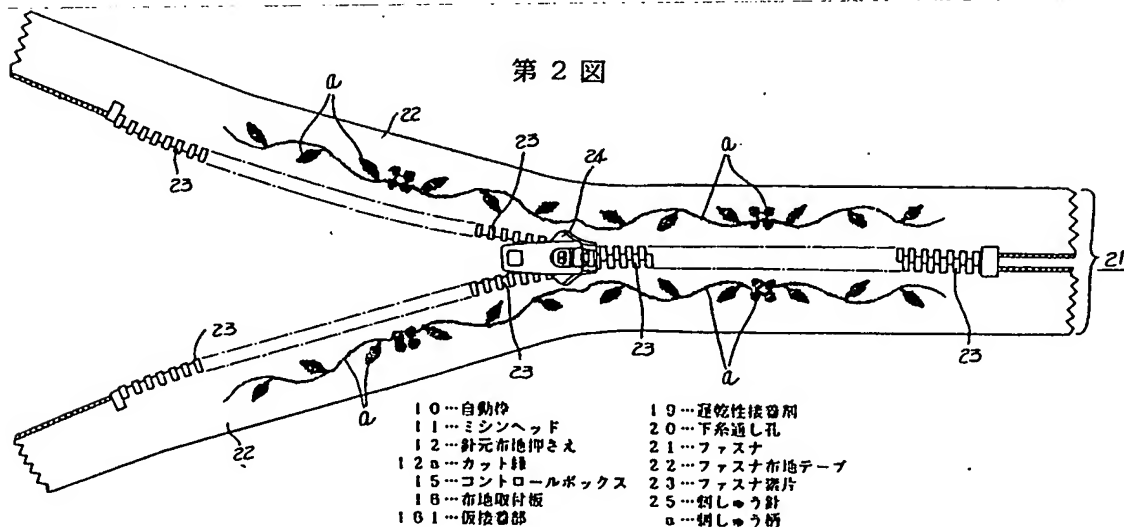 第2図
a
22
a
23
23
24
a
21
23
23
23
23
a
a
22
10…自動枠
11…ミシンヘッド
12…針元布地抑さえ
12a…カット縁
15…コントロールボックス
16…布地取付板
161…仮接着部
19…遅乾性接着剤
20…下糸通し孔
21…ファスナ
22…ファスナ布地テープ
23…ファスナ務片
25…刺しゅう針
a…刺しゅう柄